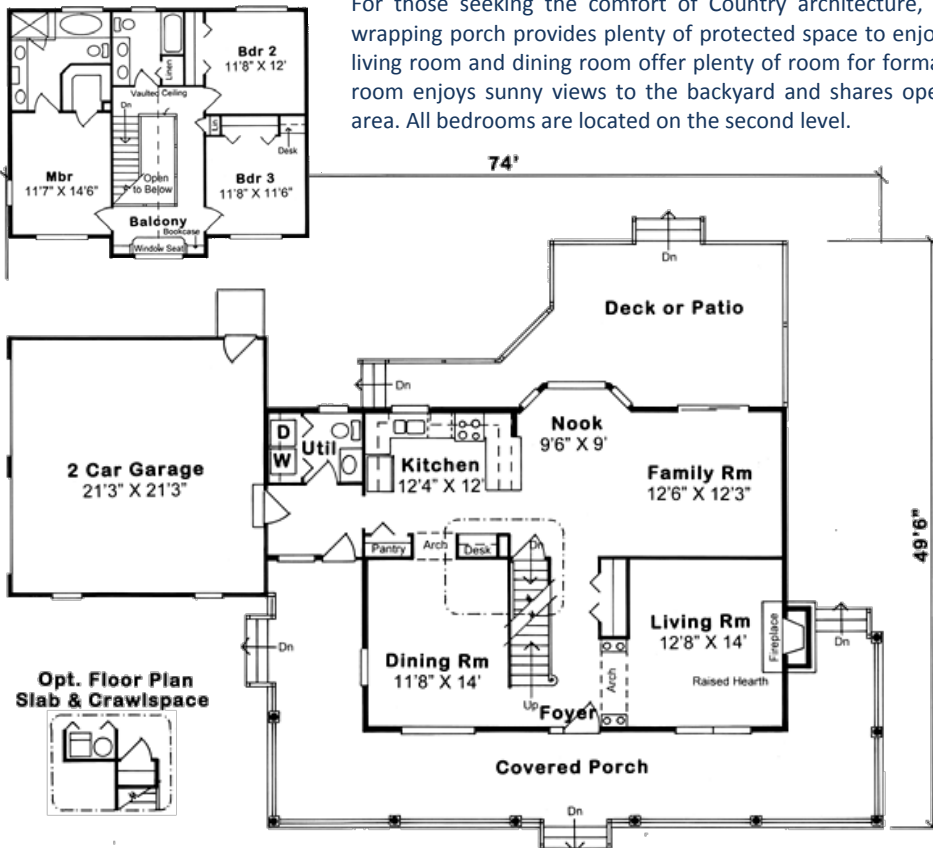 For those seeking the comfort of Country architecture,
wrapping porch provides plenty of protected space to enjo
living room and dining room offer plenty of room for forma
room enjoys sunny views to the backyard and shares ope
area. All bedrooms are located on the second level.
Bdr 2
11'8" X 12'
Linen
Vaulted Ceiling
Dn
Lin
Desk
Mbr
11'7" X 14'6"
Open
to Below
Bdr 3
11'8" X 11'6"
Balcony
Bookcase
Window Seat
74'
Dn
Deck or Patio
Dn
Nook
9'6" X 9'
D
W
Util
Kitchen
12'4" X 12'
Family Rm
12'6" X 12'3"
2 Car Garage
21'3" X 21'3"
49'6"
Pantry
Arch
Desk
Dn
Living Rm
12'8" X 14'
Fireplace
Dn
Dn
Dining Rm
11'8" X 14'
Arch
Raised Hearth
Up
Foyer
Opt. Floor Plan
Slab & Crawlspace
Covered Porch
Dn